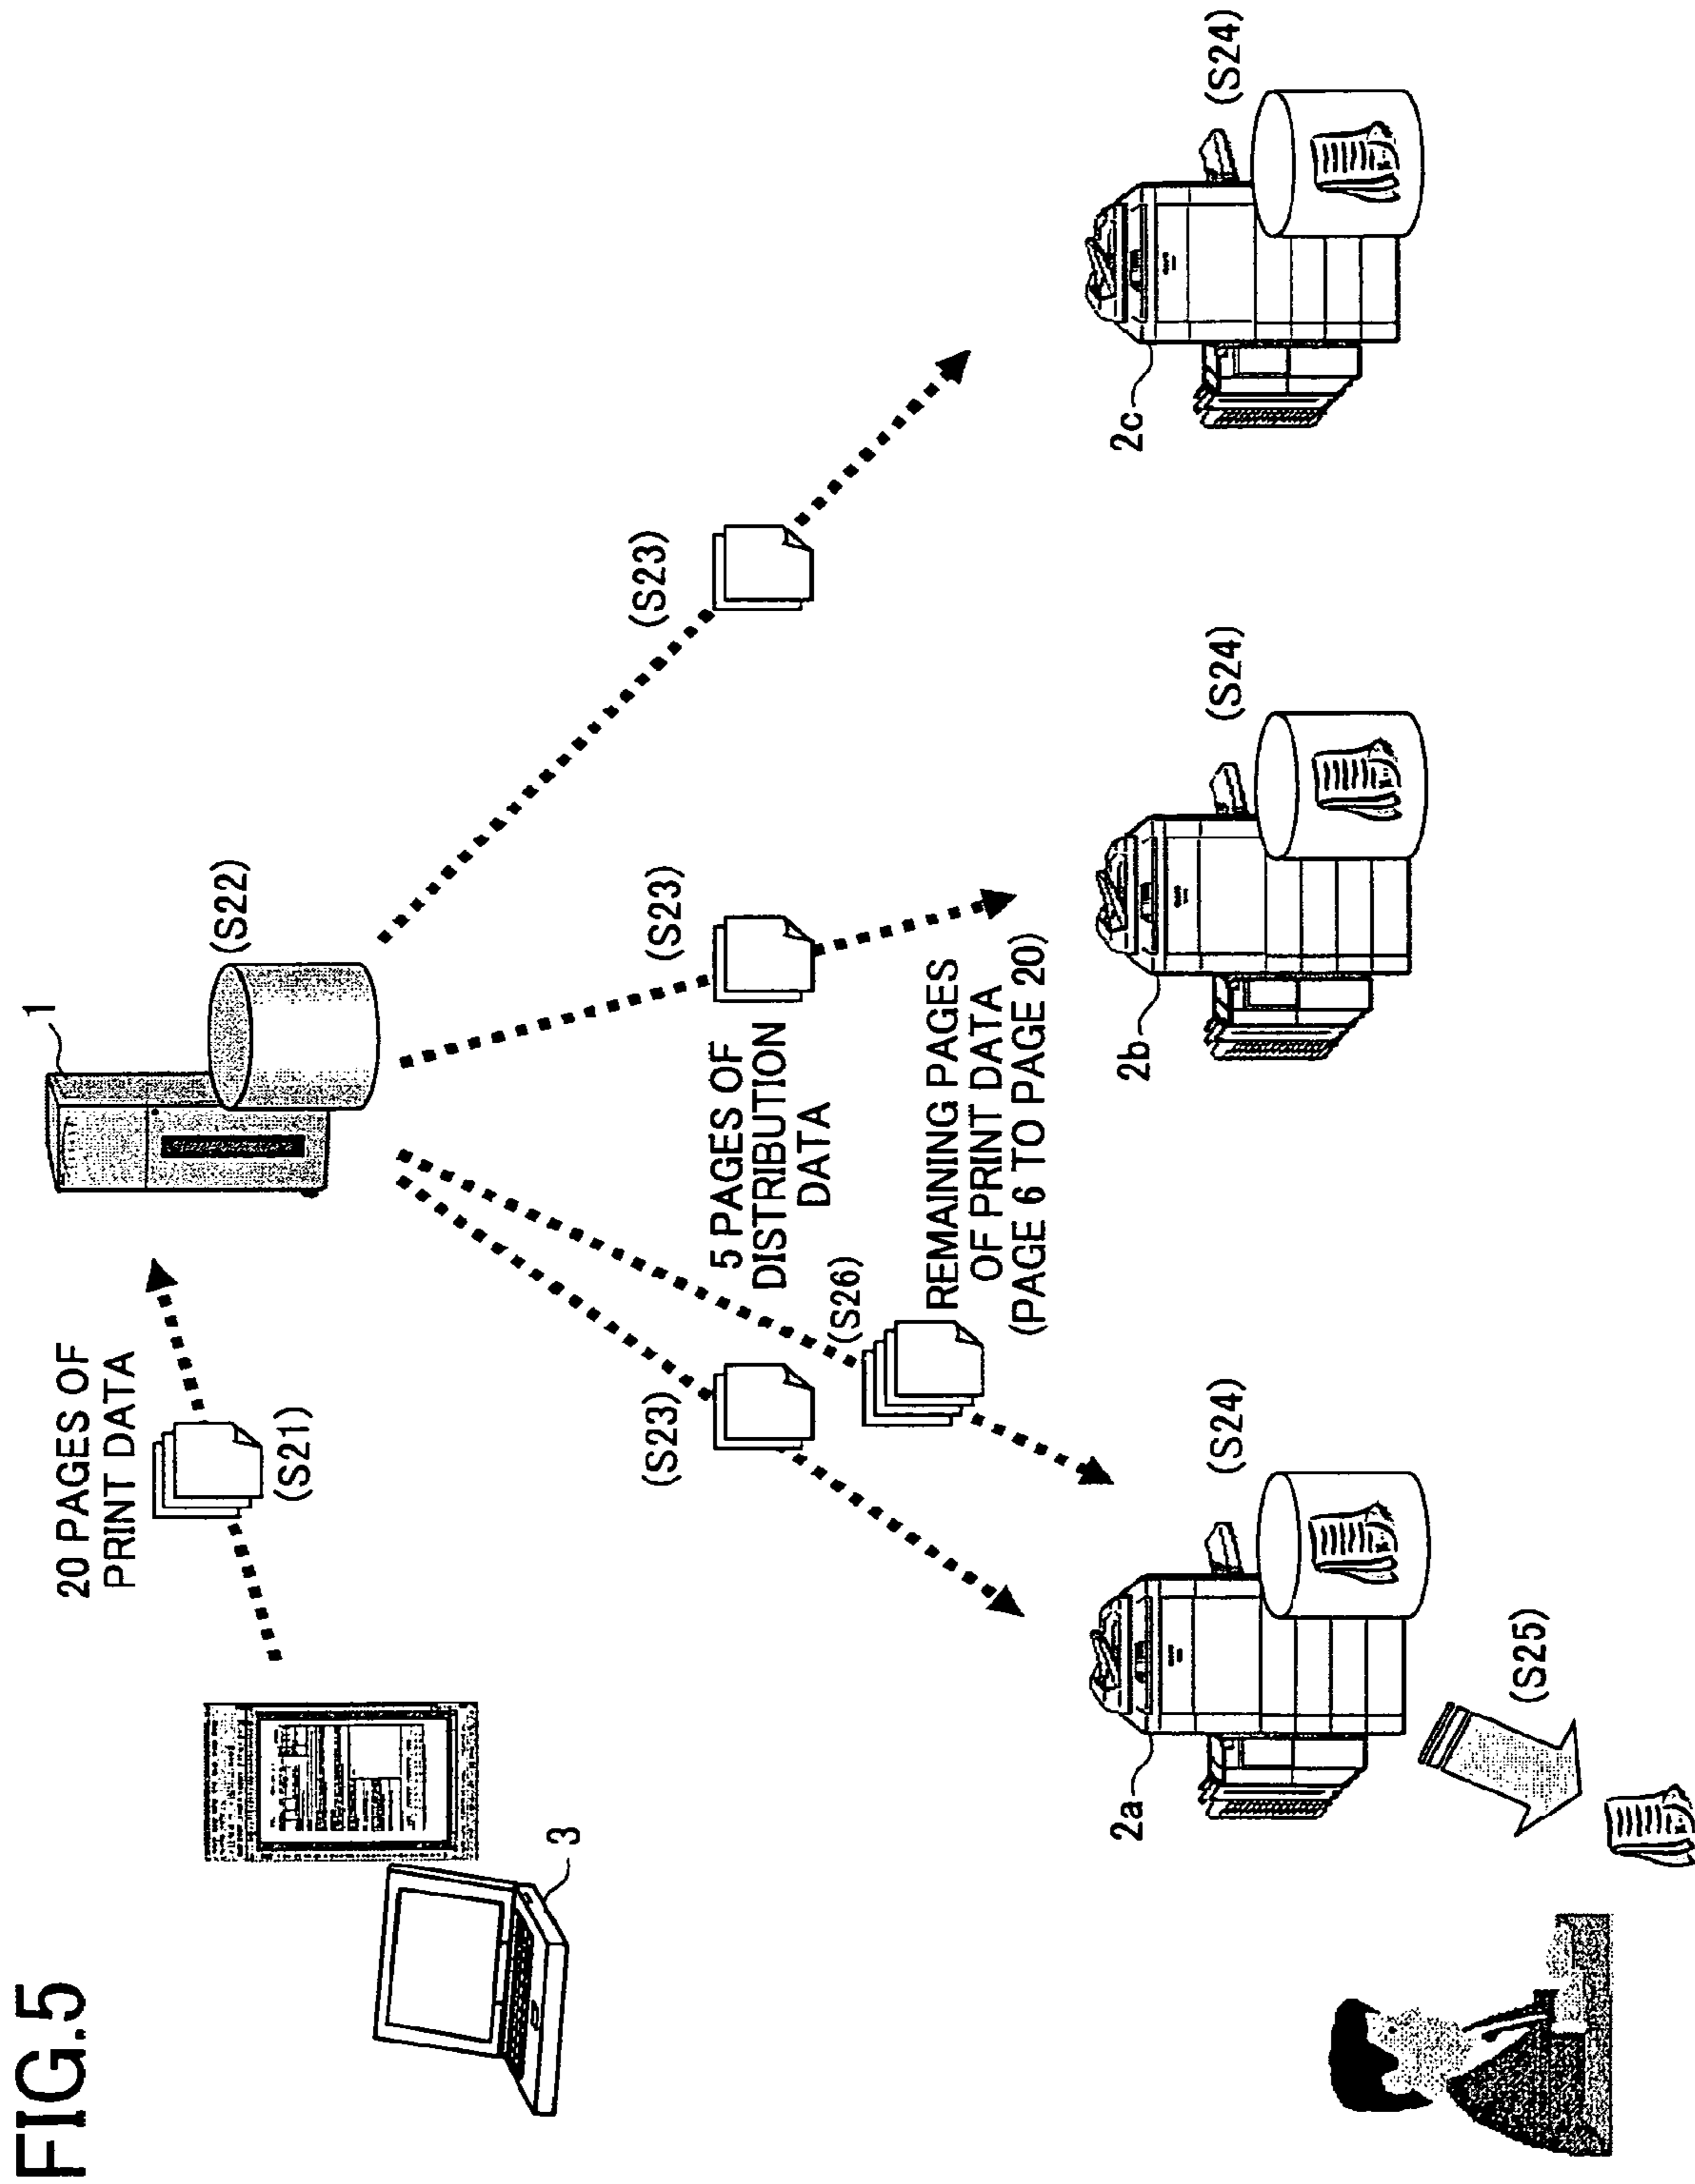 FIG.5
20 PAGES OF
PRINT DATA
(S21)
1
(S22)
3
(S23)
5 PAGES OF
DISTRIBUTION
DATA
(S23)
(S23)
(S26)
REMAINING PAGES
OF PRINT DATA
(PAGE 6 TO PAGE 20)
2a
(S24)
2b
(S24)
2c
(S24)
(S25)